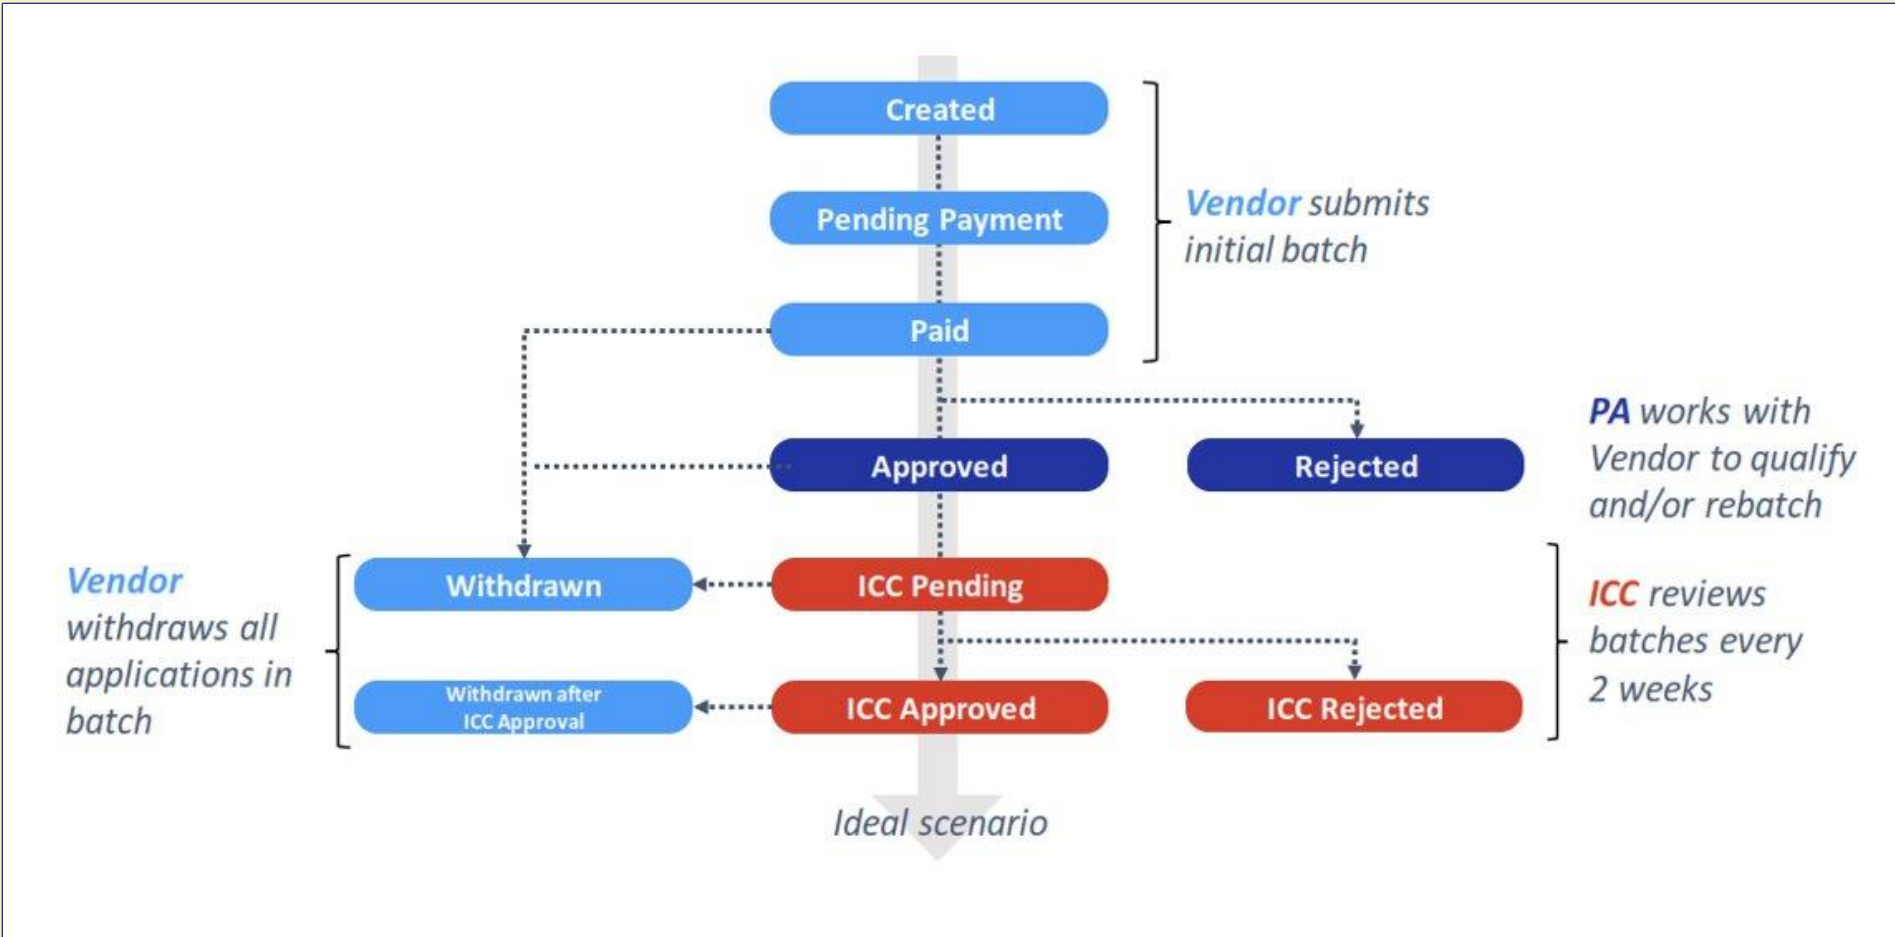 Created
Pending Payment
Vendor submits
initial batch
Paid
PA works with
Vendor to qualify
and/or rebatch
Approved
Rejected
Vendor
withdraws all
applications in
batch
Withdrawn
ICC Pending
ICC reviews
batches every
2 weeks
Withdrawn after
ICC Approval
ICC Approved
ICC Rejected
Ideal scenario